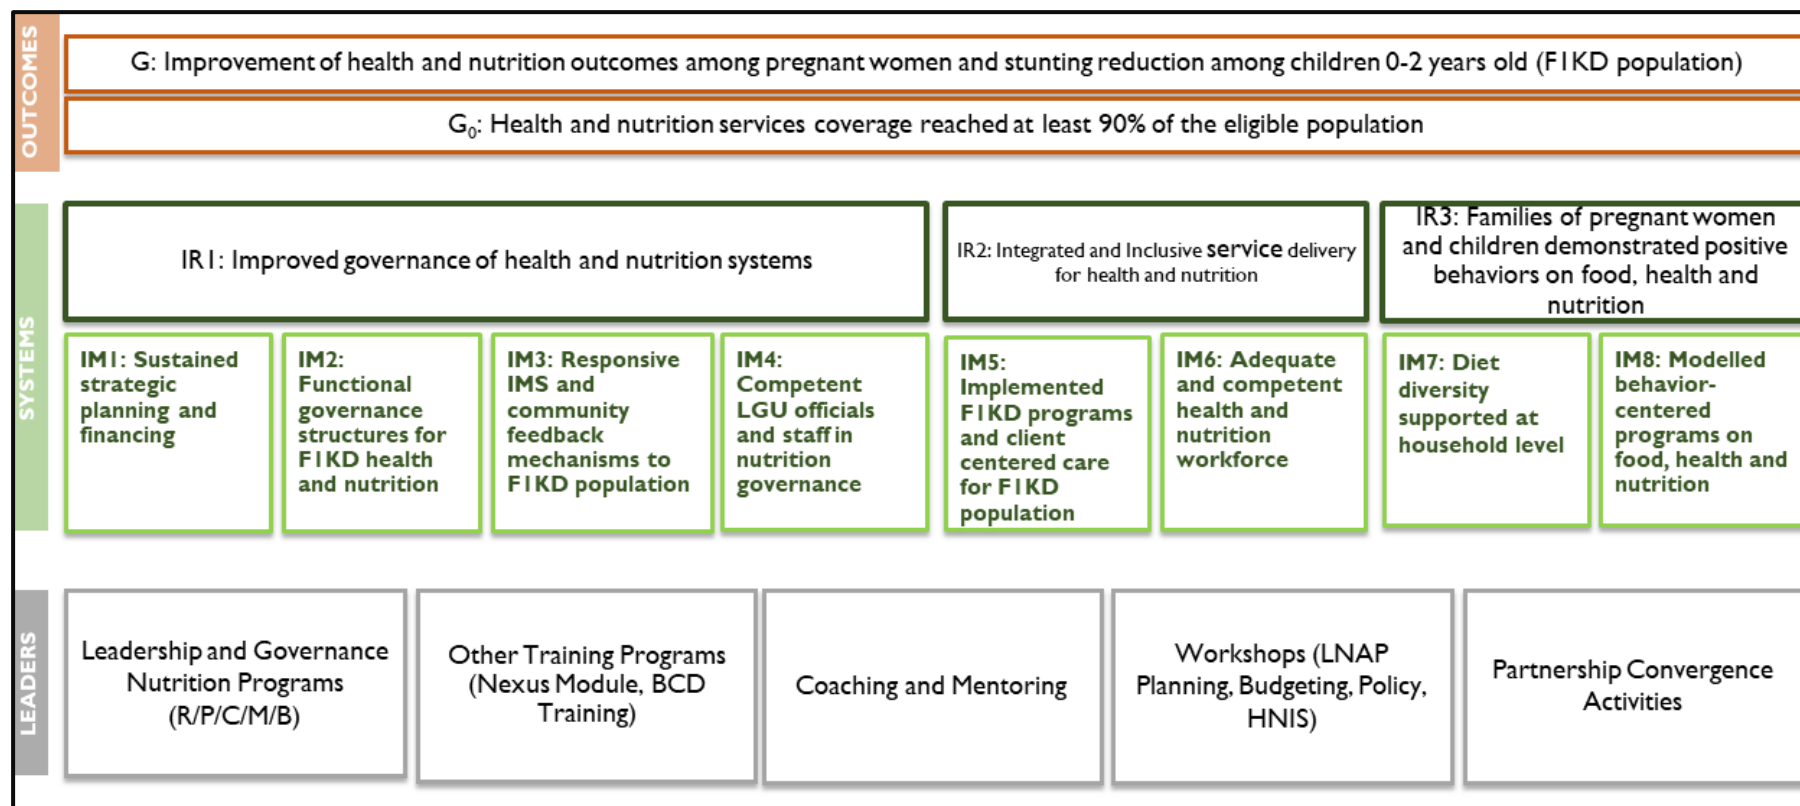 OUTCOMES
G: Improvement of health and nutrition outcomes among pregnant women and stunting reduction among children 0-2 years old (F1KD population)
G₀: Health and nutrition services coverage reached at least 90% of the eligible population
SYSTEMS
IR1: Improved governance of health and nutrition systems
IR2: Integrated and Inclusive service delivery
for health and nutrition
IR3: Families of pregnant women
and children demonstrated positive
behaviors on food, health and
nutrition
IM1: Sustained
strategic
planning and
financing
IM2:
Functional
governance
structures for
F1KD health
and nutrition
IM3: Responsive
IMS and
community
feedback
mechanisms to
F1KD population
IM4:
Competent
LGU officials
and staff in
nutrition
governance
IM5:
Implemented
F1KD programs
and client
centered care
for F1KD
population
IM6: Adequate
and competent
health and
nutrition
workforce
IM7: Diet
diversity
supported at
household level
IM8: Modelled
behavior-
centered
programs on
food, health and
nutrition
LEADERS
Leadership and Governance
Nutrition Programs
(R/P/C/M/B)
Other Training Programs
(Nexus Module, BCD
Training)
Coaching and Mentoring
Workshops (LNAP
Planning, Budgeting, Policy,
HNIS)
Partnership Convergence
Activities